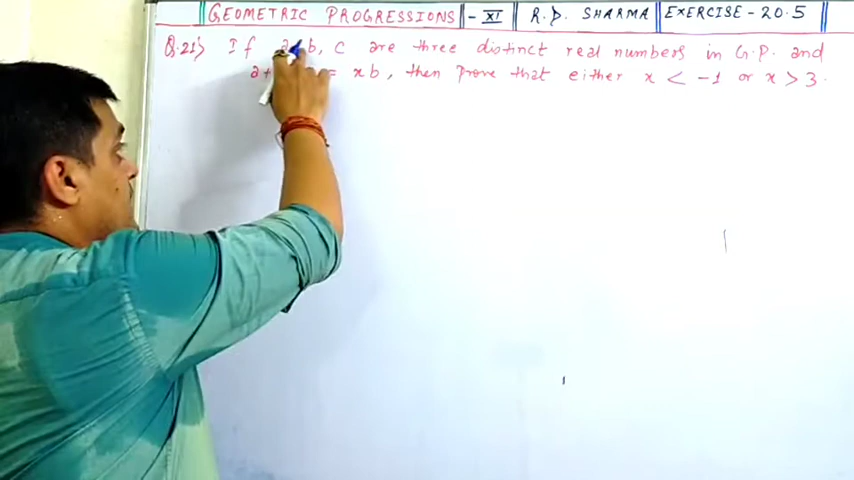 GEOMETRIC PROGRESSIONS - XI R.D. SHARMA EXERCISE - 20.5
Q.21> If b, c are three distinct real numbers in G.P. and
a+ = xb, then prove that either x < -1 or x > 3.